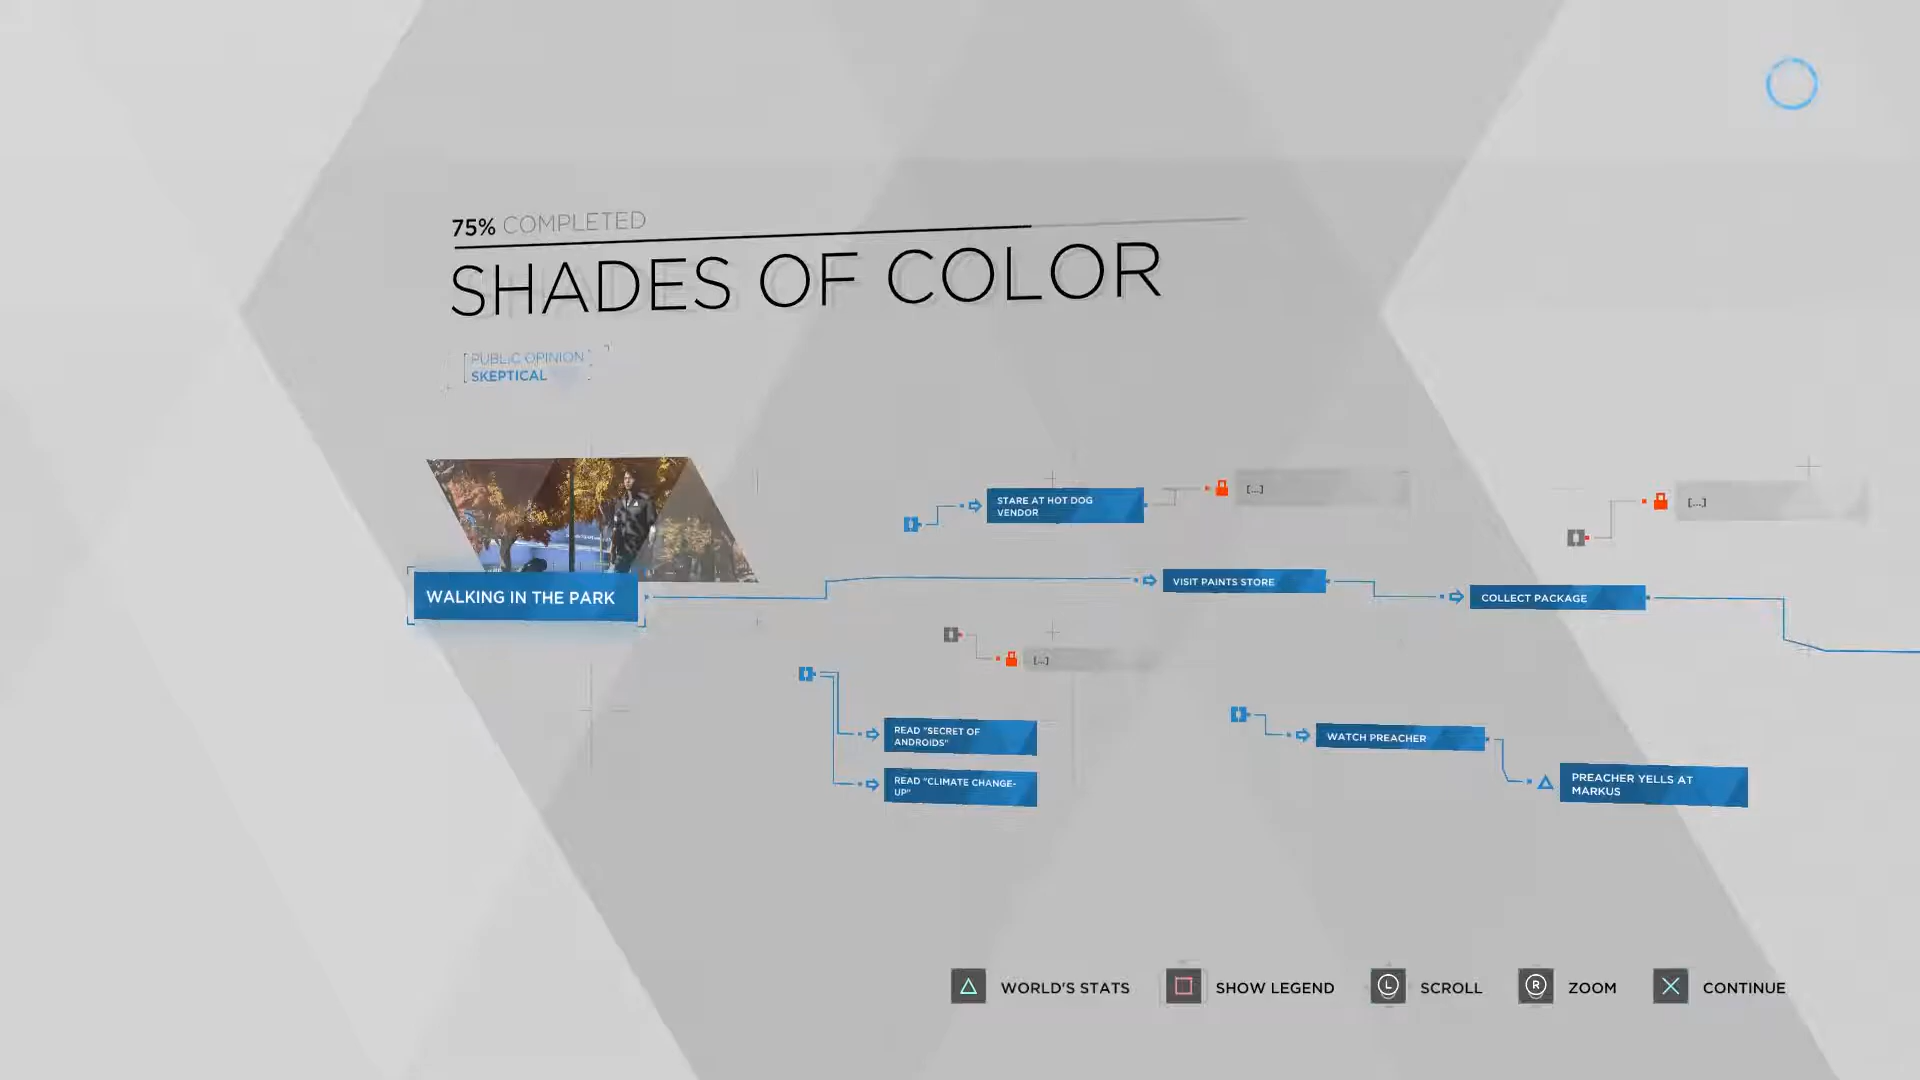 75% COMPLETED
SHADES OF COLOR
PUBLIC OPINION
SKEPTICAL
STARE AT HOT DOG
VENDOR
[...]
[...]
WALKING IN THE PARK
VISIT PAINTS STORE
COLLECT PACKAGE
[...]
READ "SECRET OF
ANDROIDS"
READ "CLIMATE CHANGE-
UP"
WATCH PREACHER
PREACHER YELLS AT
MARKUS
WORLD'S STATS
SHOW LEGEND
L
SCROLL
R
ZOOM
CONTINUE